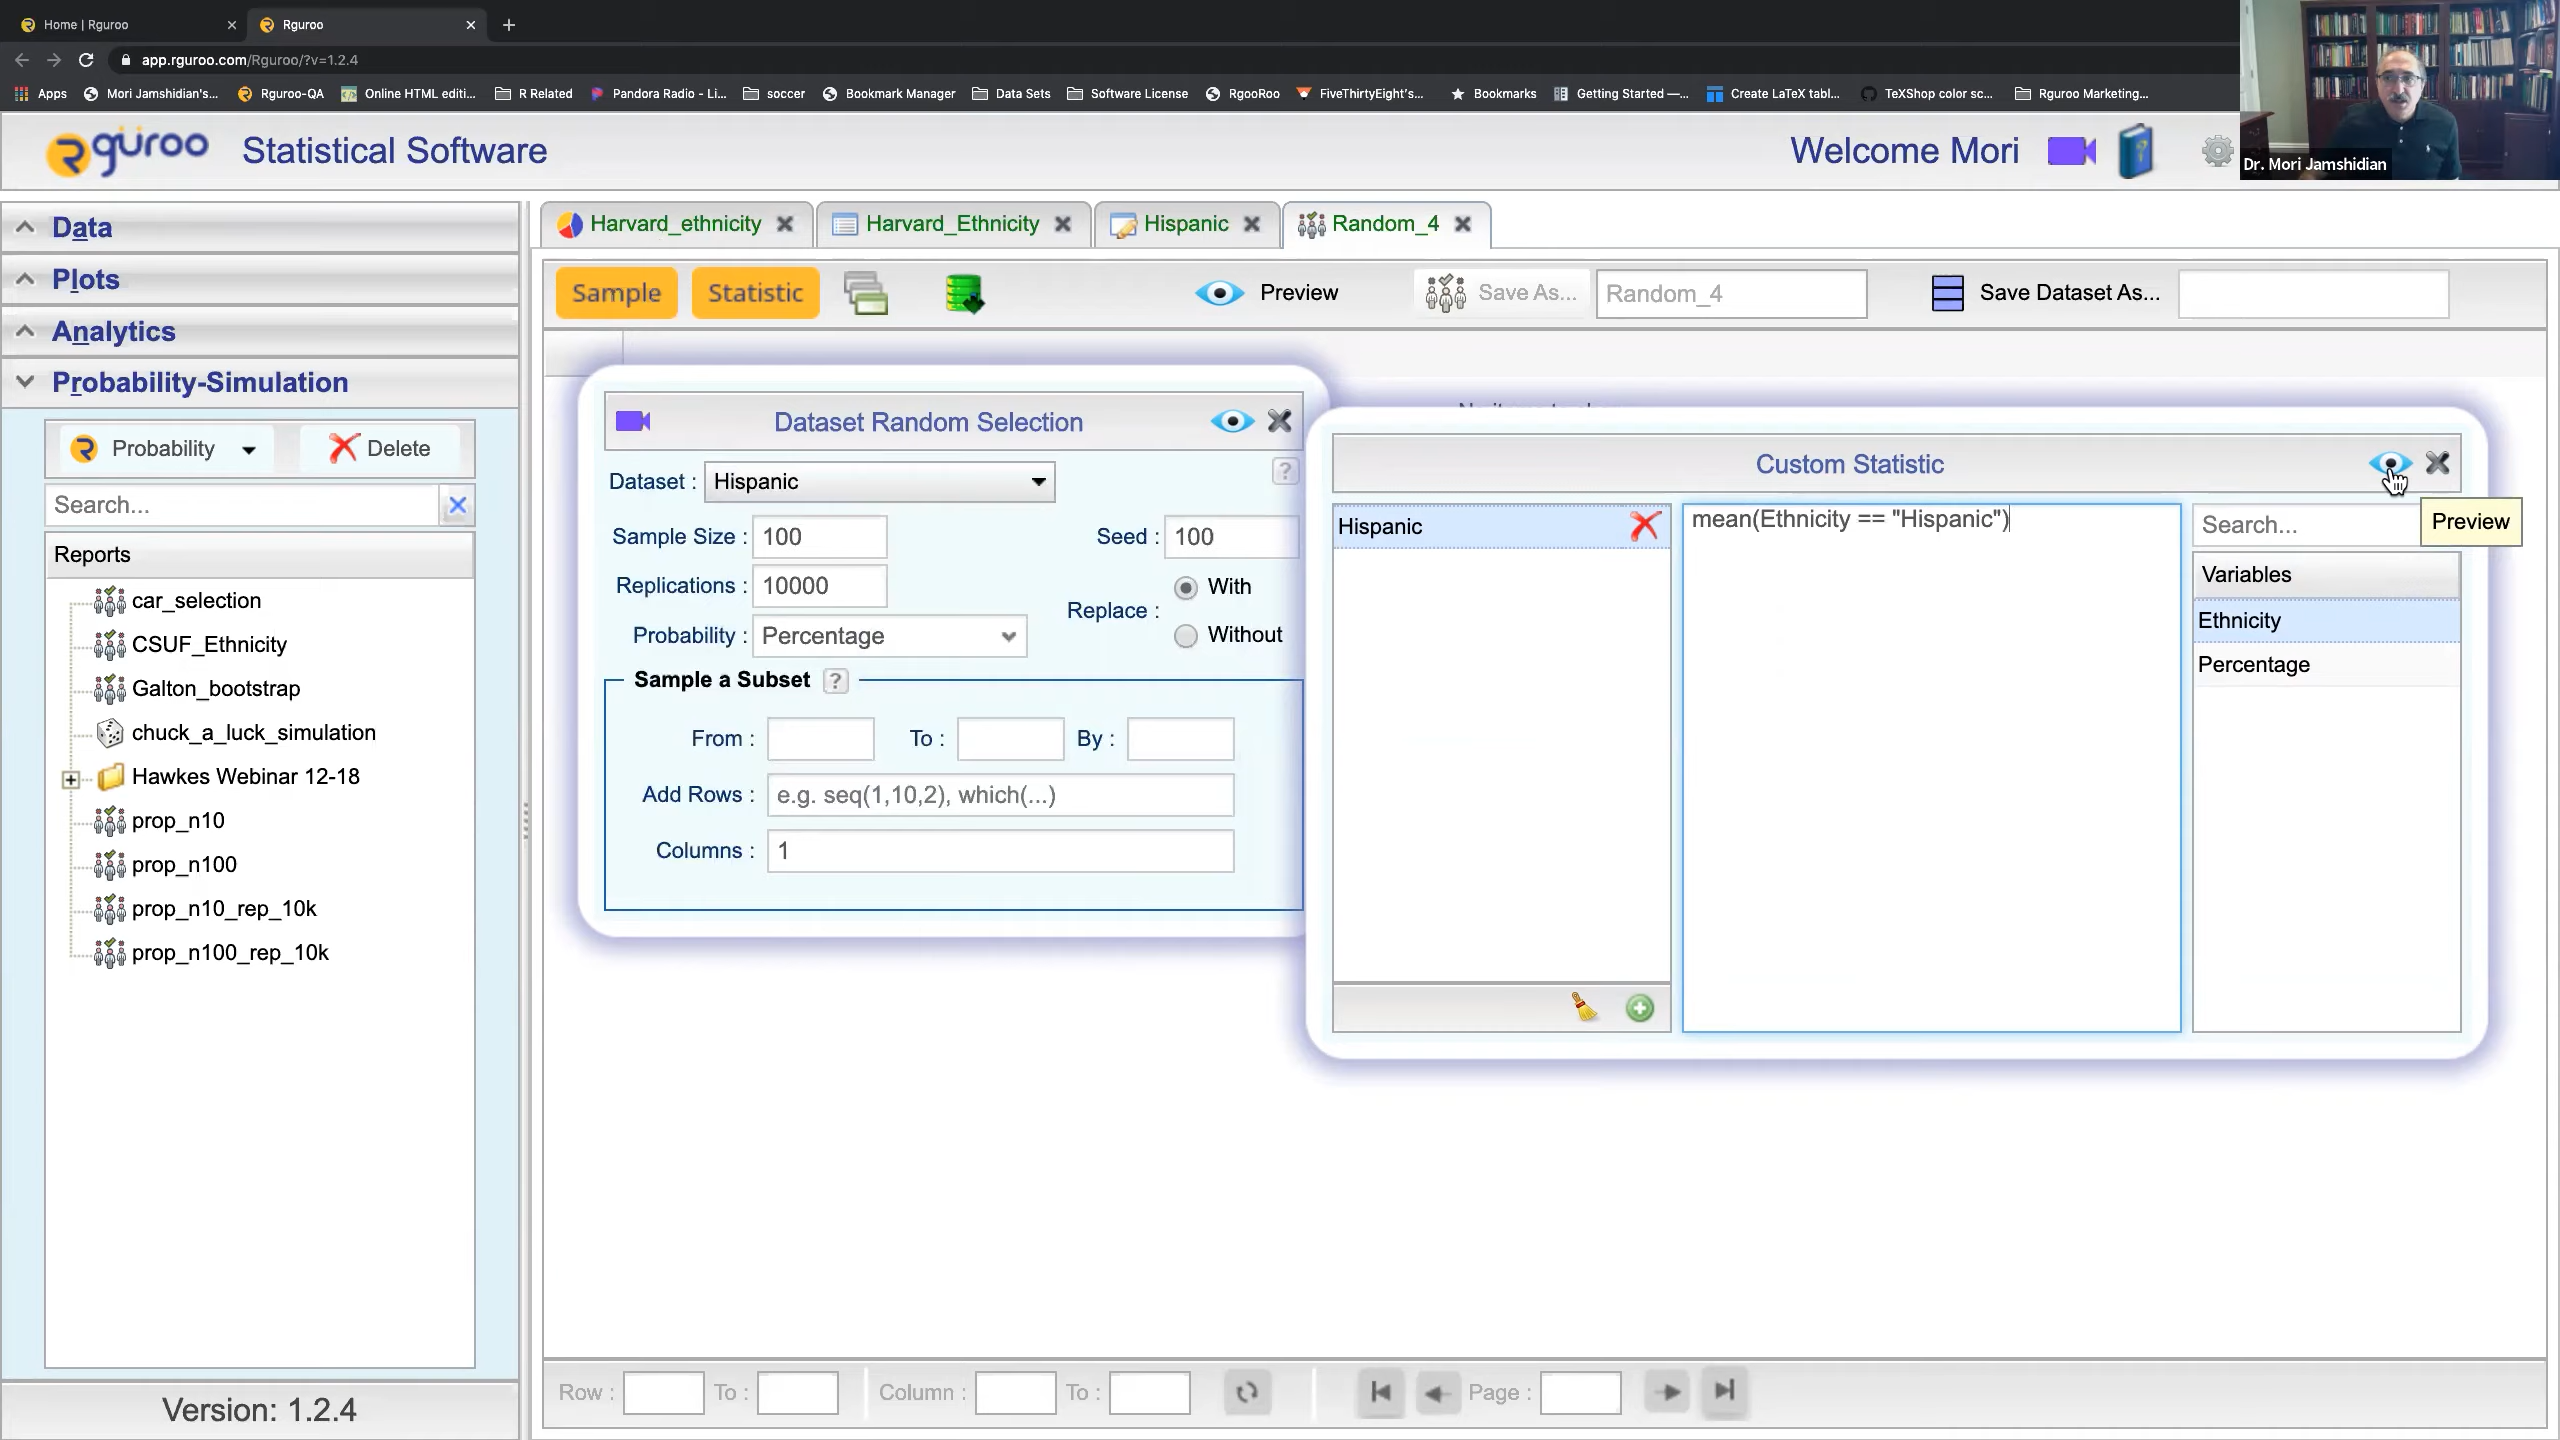 Home | Rguroo
Rguroo
app.rguroo.com/Rguroo/?v=1.2.4
Apps Mori Jamshidian's... Rguroo-QA Online HTML editi... R Related Pandora Radio - Li... soccer Bookmark Manager Data Sets Software License RgooRoo FiveThirtyEight's... Bookmarks Getting Started —... Create LaTeX tabl... TeXShop color sc... Rguroo Marketing...
Rguroo Statistical Software Welcome Mori
Dr. Mori Jamshidian
Data
Plots
Analytics
Probability-Simulation
Probability Delete
Search...
Reports
car_selection
CSUF_Ethnicity
Galton_bootstrap
chuck_a_luck_simulation
Hawkes Webinar 12-18
prop_n10
prop_n100
prop_n10_rep_10k
prop_n100_rep_10k
Version: 1.2.4
Harvard_ethnicity Harvard_Ethnicity Hispanic Random_4
Sample Statistic Preview Save As... Random_4 Save Dataset As...
Dataset Random Selection
Dataset : Hispanic ?
Sample Size : 100 Seed : 100
Replications : 10000 With
Replace :
Probability : Percentage Without
Sample a Subset ?
From : To : By :
Add Rows : e.g. seq(1,10,2), which(...)
Columns : 1
Custom Statistic
Hispanic
mean(Ethnicity == "Hispanic")
Search...
Preview
Variables
Ethnicity
Percentage
Row : To : Column : To : Page :